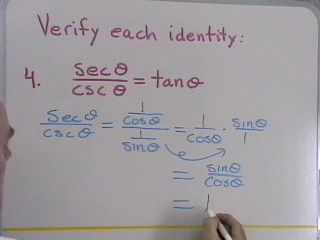 Verify each identity:
4. secθ/cscθ = tanθ
secθ/cscθ = (1/cosθ)/(1/sinθ) = 1/cosθ · sinθ/1
= sinθ/cosθ
=